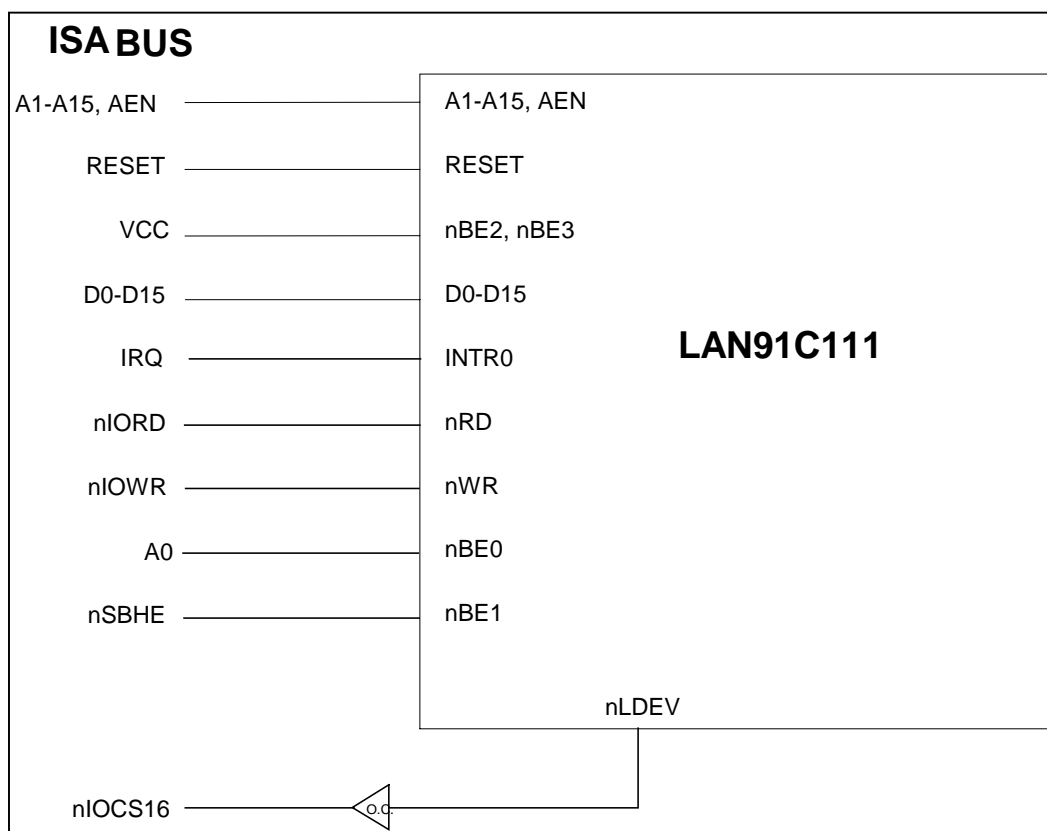 ISA BUS
A1-A15, AEN A1-A15, AEN
RESET RESET
VCC nBE2, nBE3
D0-D15 D0-D15
LAN91C111
IRQ INTR0
nIORD nRD
nIOWR nWR
A0 nBE0
nSBHE nBE1
nLDEV
nIOCS16 O.C.